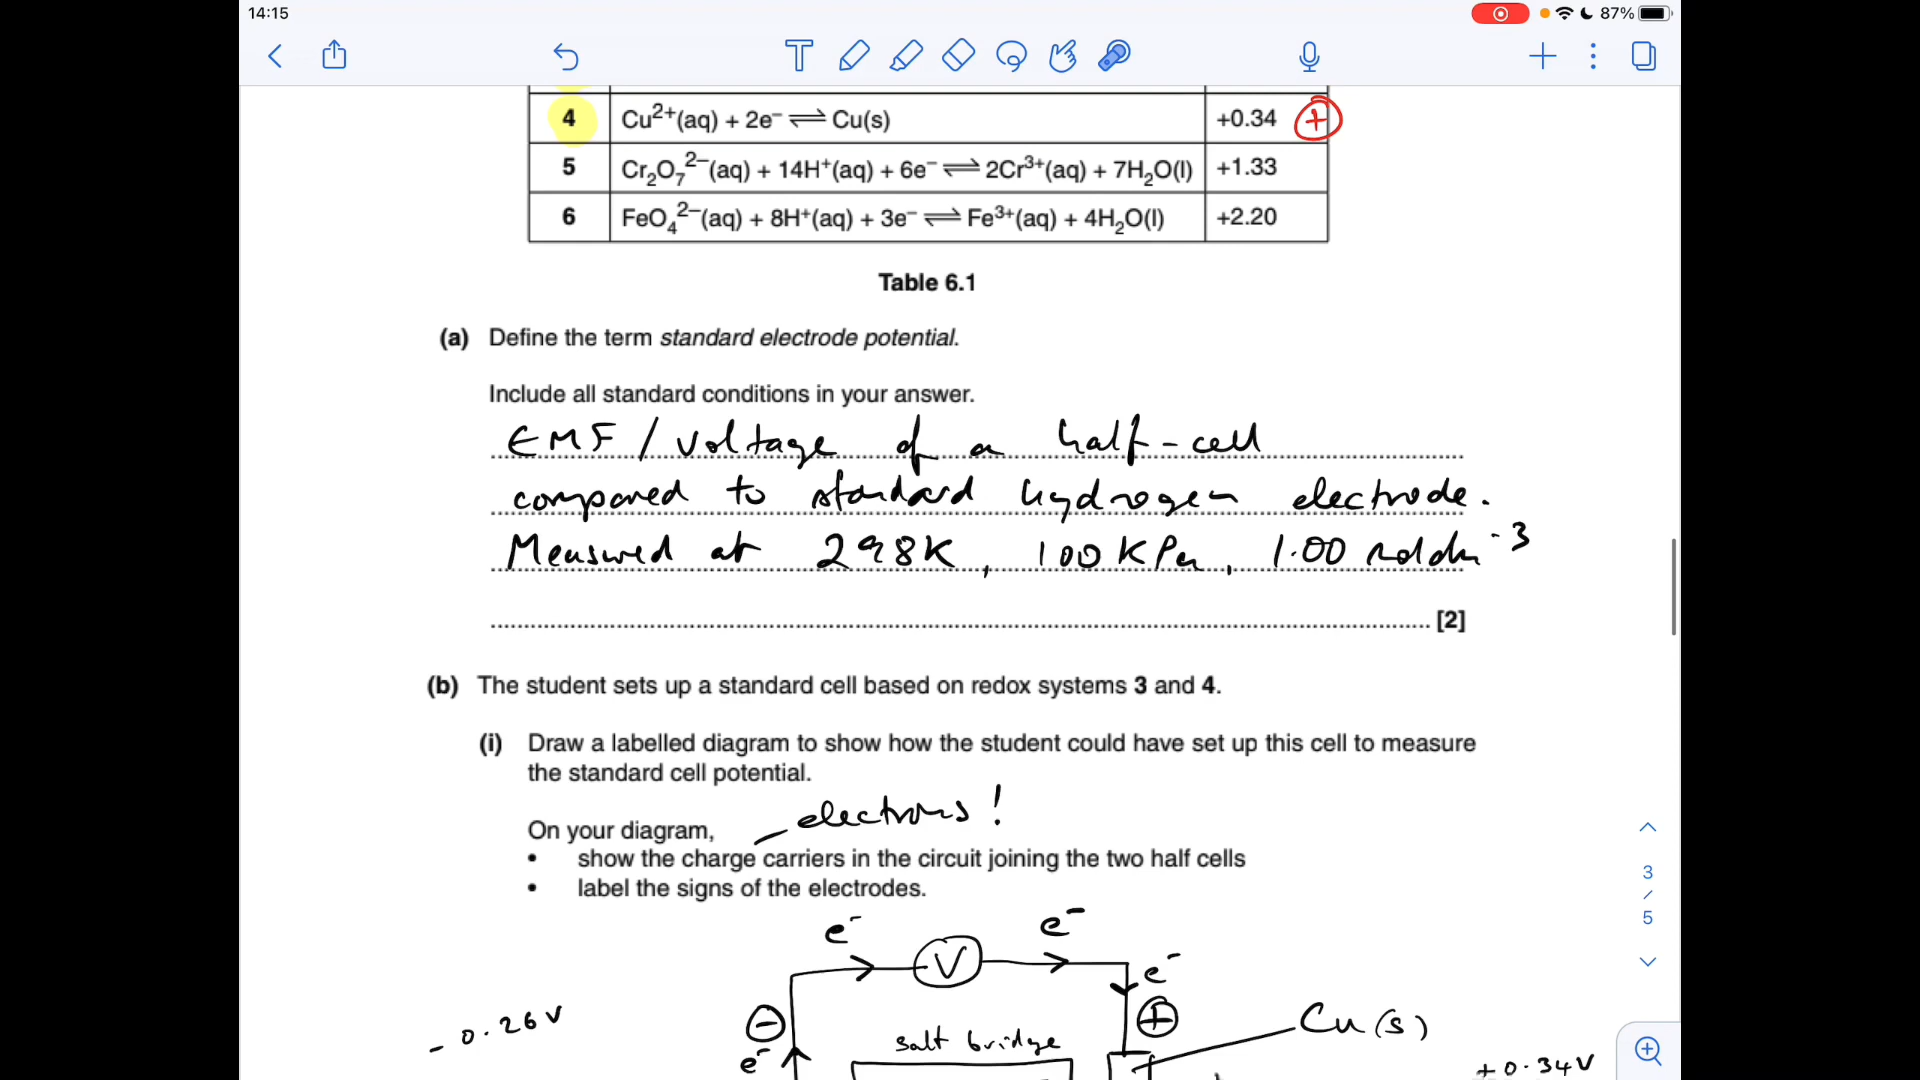 14:15
87%
T
4 Cu²⁺(aq) + 2e⁻ ⇌ Cu(s) +0.34 +
5 Cr₂O₇²⁻(aq) + 14H⁺(aq) + 6e⁻ ⇌ 2Cr³⁺(aq) + 7H₂O(l) +1.33
6 FeO₄²⁻(aq) + 8H⁺(aq) + 3e⁻ ⇌ Fe³⁺(aq) + 4H₂O(l) +2.20
Table 6.1
(a) Define the term standard electrode potential.
Include all standard conditions in your answer.
EMF / voltage of a half-cell
compared to standard hydrogen electrode.
Measured at 298K, 100 KPa, 1.00 moldm⁻³
[2]
(b) The student sets up a standard cell based on redox systems 3 and 4.
(i) Draw a labelled diagram to show how the student could have set up this cell to measure
the standard cell potential.
electrons!
On your diagram,
• show the charge carriers in the circuit joining the two half cells
• label the signs of the electrodes.
3
/
5
e⁻ e⁻
V
e⁻
- 0.26V
−
+
Cu(s)
salt bridge
e⁻
+0.34V